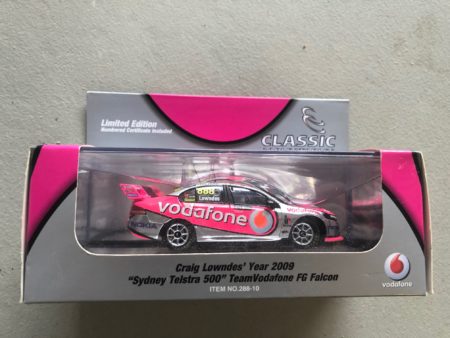 Limited Edition
Numbered Certificate Included
CLASSIC
888
Lowndes
vodafone
NOKIA
Craig Lowndes' Year 2009
"Sydney Telstra 500" TeamVodafone FG Falcon
ITEM NO.288-10
vodafone